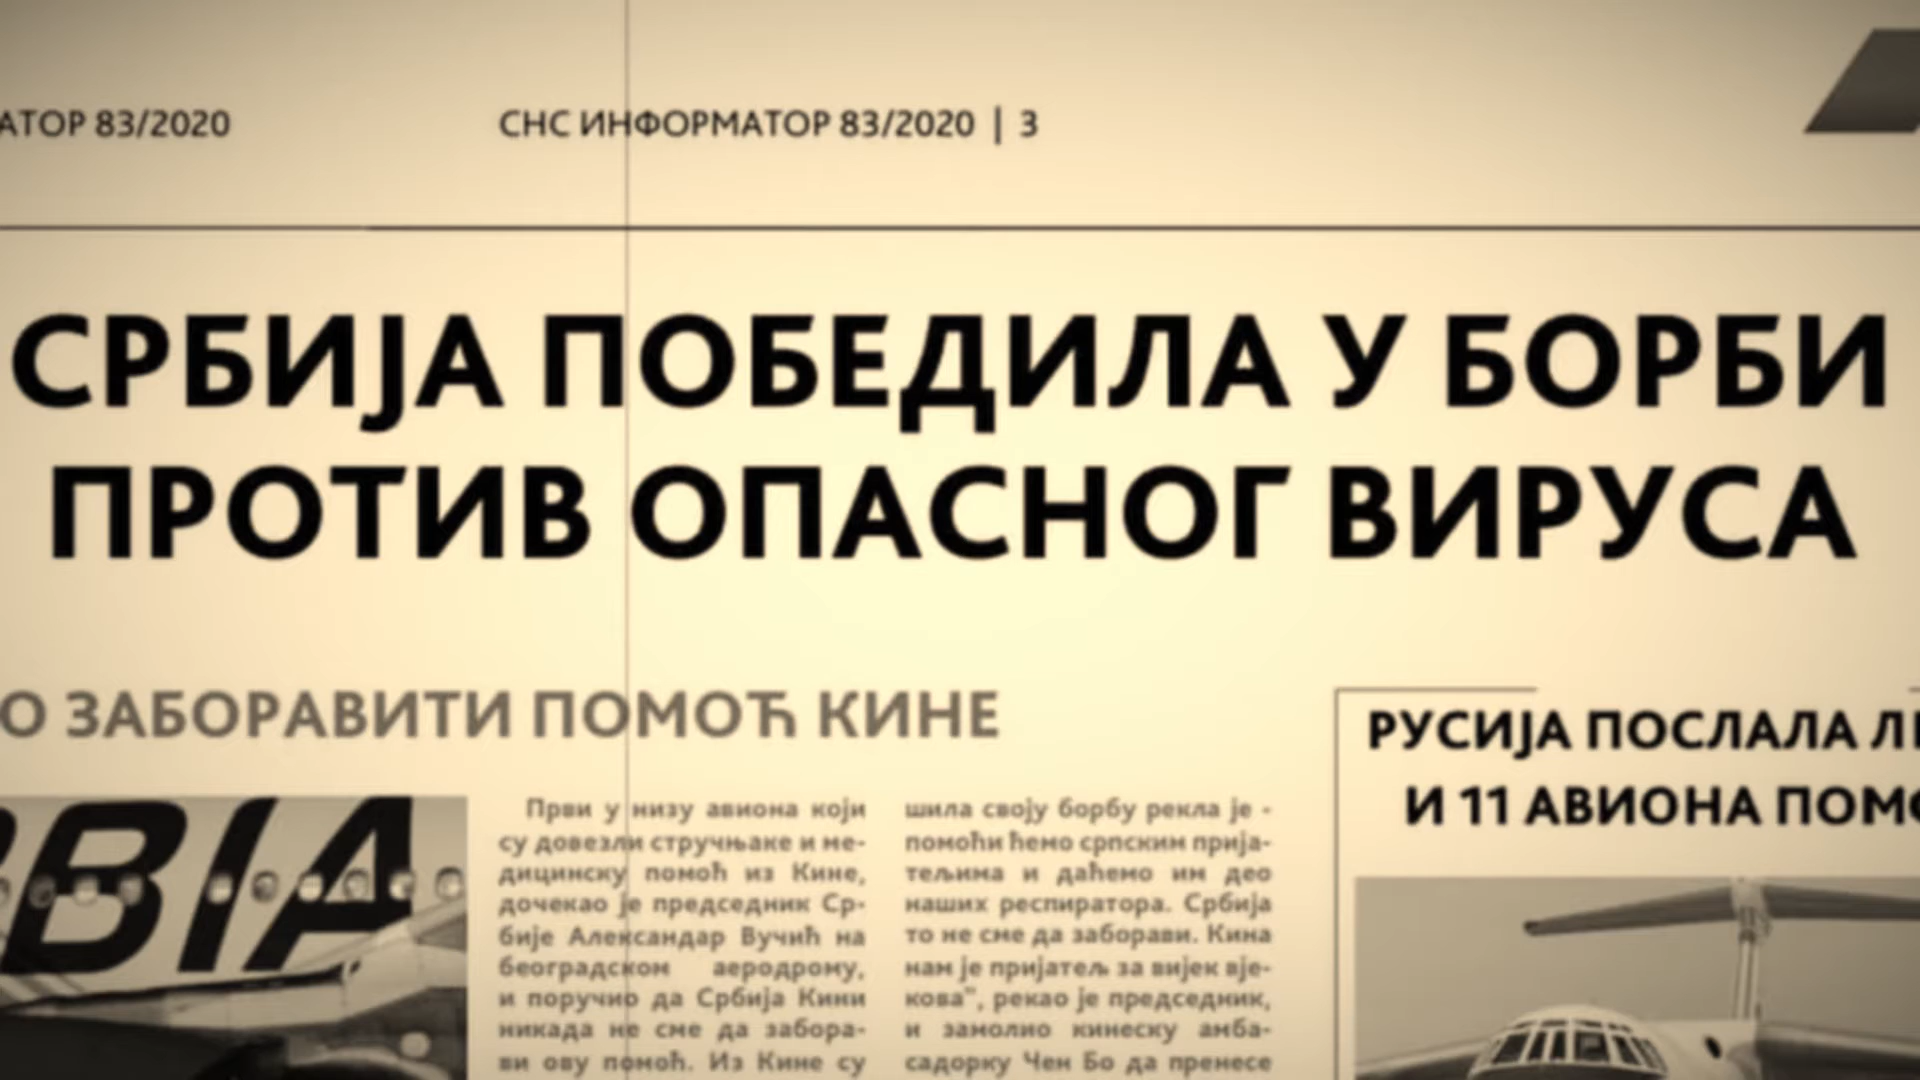 АТОР 83/2020
СНС ИНФОРМАТОР 83/2020 | 3
СРБИЈА ПОБЕДИЛА У БОРБИ
ПРОТИВ ОПАСНОГ ВИРУСА
О ЗАБОРАВИТИ ПОМОЋ КИНЕ
BIA
Први у низу авиона који
су довезли стручњаке и ме-
дицинску помоћ из Кине,
дочекао је председник Ср-
бије Александар Вучић на
београдском аеродрому,
и поручио да Србија Кини
никада не сме да забора-
ви ову помоћ. Из Кине су
шила своју борбу рекла је -
помоћи ћемо српским прија-
тељима и даћемо им део
наших респиратора. Србија
то не сме да заборави. Кина
нам је пријатељ за вијек вје-
кова", рекао је председник,
и замолио кинеску амба-
садорку Чен Бо да пренесе
РУСИЈА ПОСЛАЛА
И 11 АВИОНА ПОМО